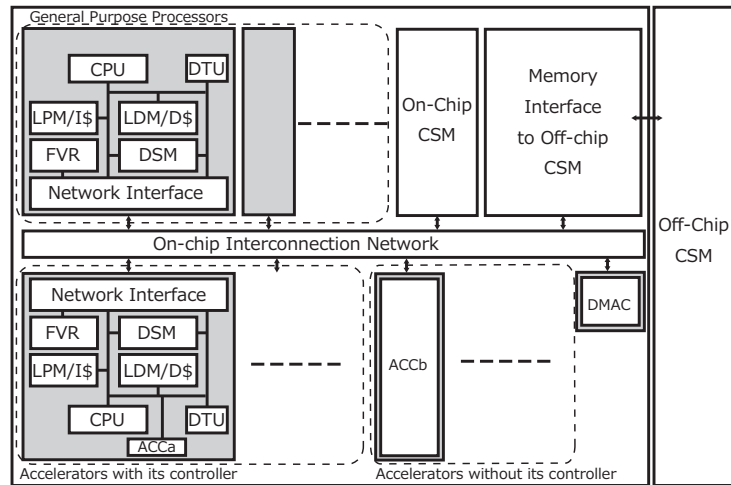 General Purpose Processors
CPU
DTU
LPM/I$
LDM/D$
FVR
DSM
Network Interface
On-Chip
CSM
Memory
Interface
to Off-chip
CSM
Off-Chip
CSM
On-chip Interconnection Network
Network Interface
FVR
DSM
LPM/I$
LDM/D$
CPU
DTU
ACCa
ACCb
DMAC
Accelerators with its controller
Accelerators without its controller